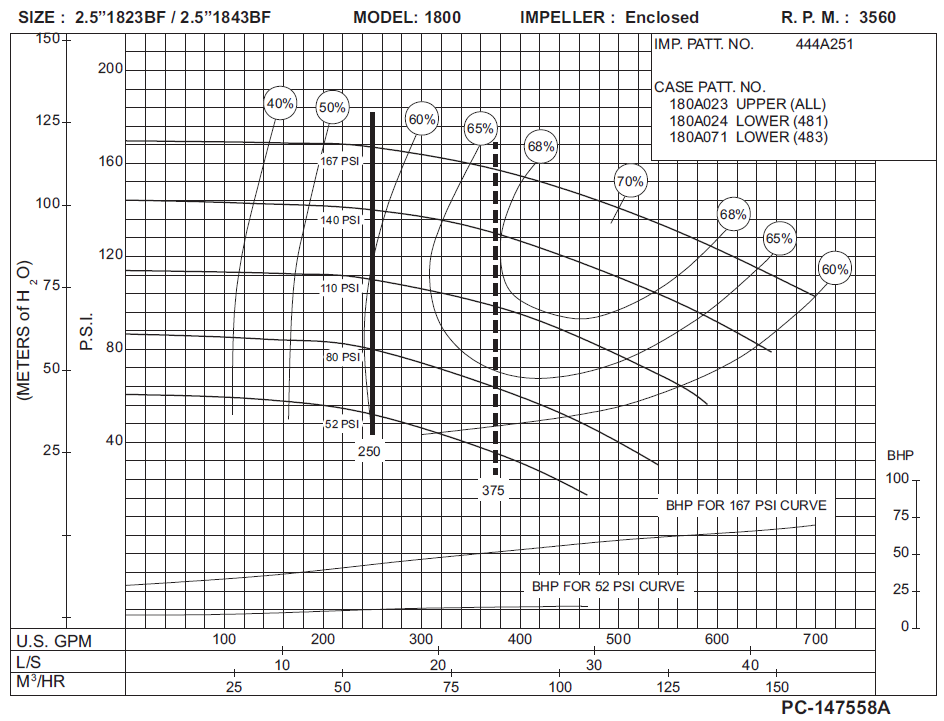 SIZE : 2.5”1823BF / 2.5”1843BF MODEL: 1800 IMPELLER : Enclosed R. P. M. : 3560
IMP. PATT. NO. 444A251
CASE PATT. NO.
180A023 UPPER (ALL)
180A024 LOWER (481)
180A071 LOWER (483)
150
125
100
75
50
25
(METERS of H2O)
200
160
120
80
40
P.S.I.
40%
50%
60%
65%
68%
70%
68%
65%
60%
167 PSI
140 PSI
110 PSI
80 PSI
52 PSI
250
375
BHP
100
75
50
25
0
BHP FOR 167 PSI CURVE
BHP FOR 52 PSI CURVE
U.S. GPM 100 200 300 400 500 600 700
L/S 10 20 30 40
M³/HR 25 50 75 100 125 150
PC-147558A